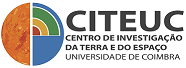 CITEUC
CENTRO DE INVESTIGAÇÃO
DA TERRA E DO ESPAÇO
UNIVERSIDADE DE COIMBRA